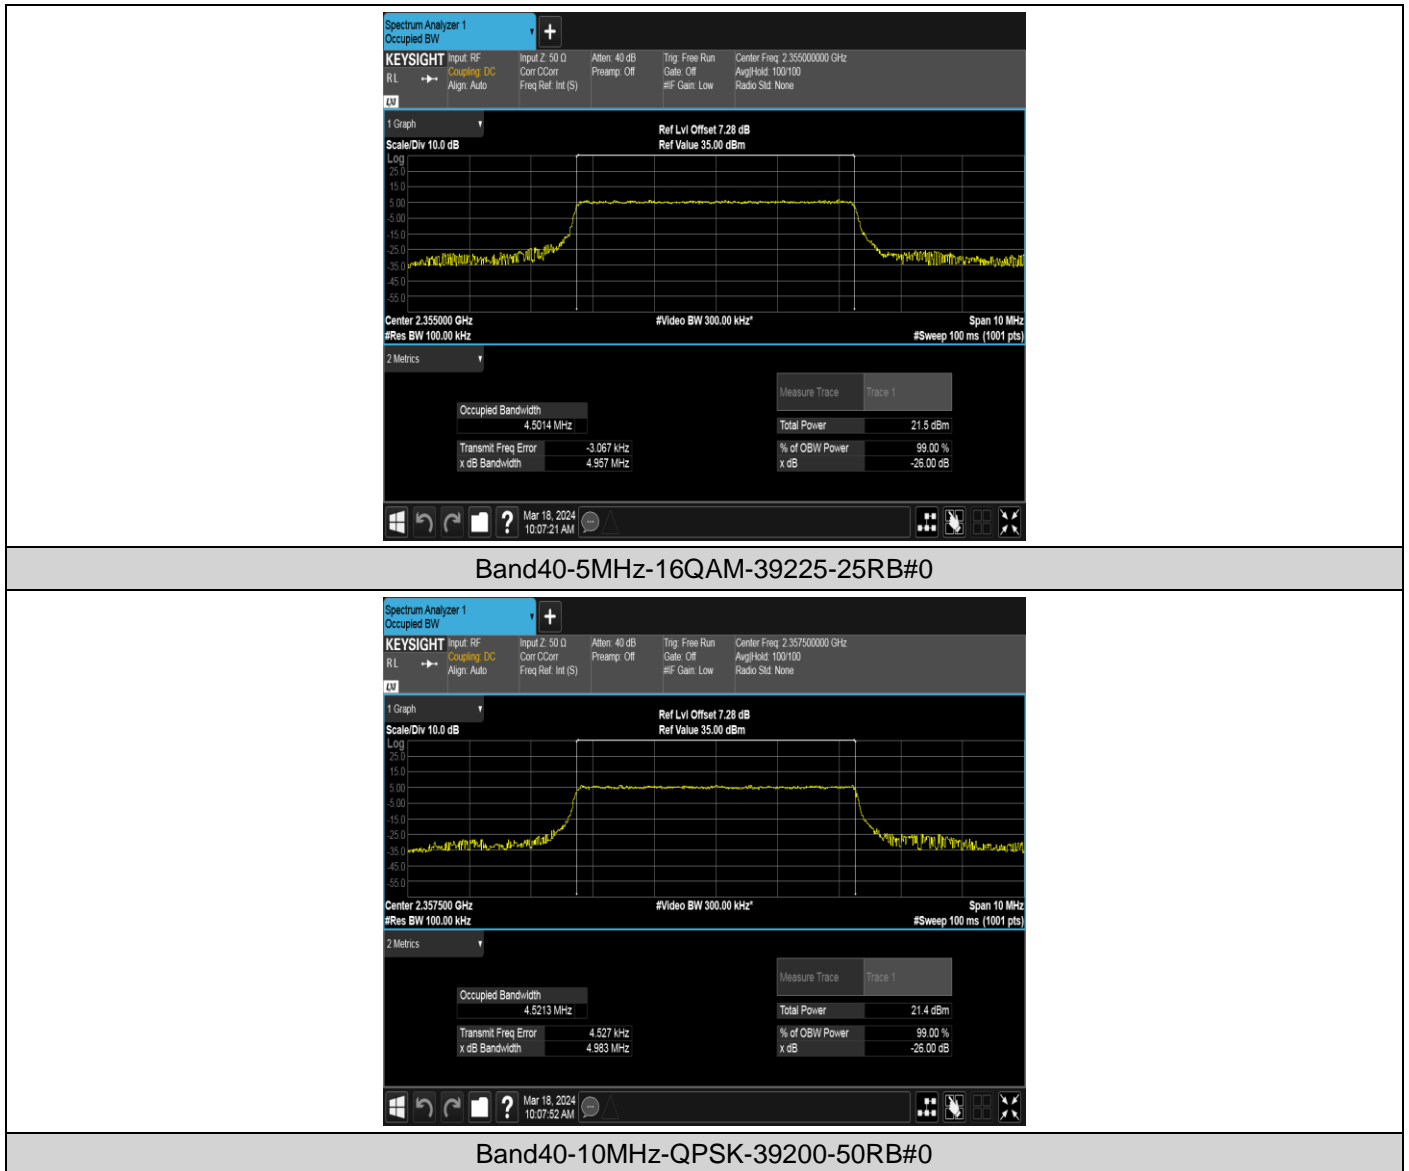 Spectrum Analyzer 1
Occupied BW
+
KEYSIGHT Input: RF Input Z: 50 Ω Atten: 40 dB Trig: Free Run Center Freq: 2.355000000 GHz
RL Coupling: DC Corr CCorr Preamp: Off Gate: Off Avg|Hold: 100/100
Align: Auto Freq Ref: Int (S) #IF Gain: Low Radio Std: None
LXI
1 Graph
Ref Lvl Offset 7.28 dB
Scale/Div 10.0 dB Ref Value 35.00 dBm
Log
25.0
15.0
5.00
-5.00
-15.0
-25.0
-35.0
-45.0
-55.0
Center 2.355000 GHz #Video BW 300.00 kHz* Span 10 MHz
#Res BW 100.00 kHz #Sweep 100 ms (1001 pts)
2 Metrics
Measure Trace Trace 1
Occupied Bandwidth
4.5014 MHz Total Power 21.5 dBm
Transmit Freq Error -3.067 kHz % of OBW Power 99.00 %
x dB Bandwidth 4.957 MHz x dB -26.00 dB
? Mar 18, 2024
10:07:21 AM
Band40-5MHz-16QAM-39225-25RB#0
Spectrum Analyzer 1
Occupied BW
+
KEYSIGHT Input: RF Input Z: 50 Ω Atten: 40 dB Trig: Free Run Center Freq: 2.357500000 GHz
RL Coupling: DC Corr CCorr Preamp: Off Gate: Off Avg|Hold: 100/100
Align: Auto Freq Ref: Int (S) #IF Gain: Low Radio Std: None
LXI
1 Graph
Ref Lvl Offset 7.28 dB
Scale/Div 10.0 dB Ref Value 35.00 dBm
Log
25.0
15.0
5.00
-5.00
-15.0
-25.0
-35.0
-45.0
-55.0
Center 2.357500 GHz #Video BW 300.00 kHz* Span 10 MHz
#Res BW 100.00 kHz #Sweep 100 ms (1001 pts)
2 Metrics
Measure Trace Trace 1
Occupied Bandwidth
4.5213 MHz Total Power 21.4 dBm
Transmit Freq Error 4.527 kHz % of OBW Power 99.00 %
x dB Bandwidth 4.983 MHz x dB -26.00 dB
? Mar 18, 2024
10:07:52 AM
Band40-10MHz-QPSK-39200-50RB#0